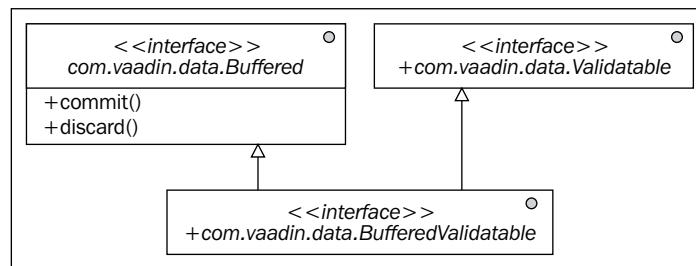 <<interface>>
com.vaadin.data.Buffered
+commit()
+discard()
<<interface>>
+com.vaadin.data.Validatable
<<interface>>
+com.vaadin.data.BufferedValidatable